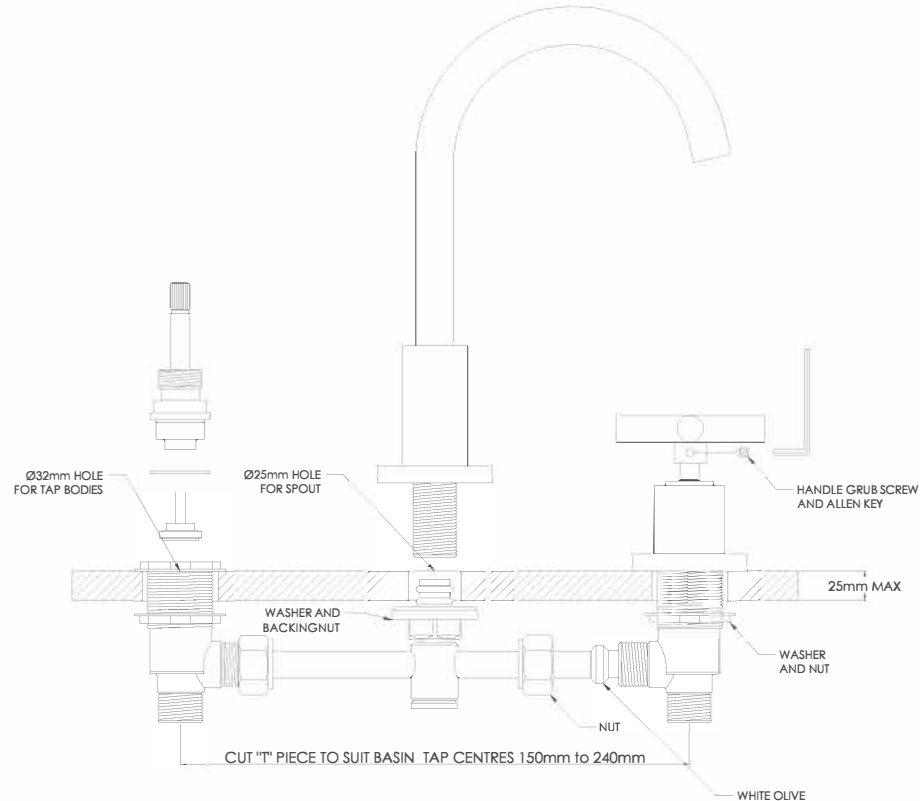 Ø32mm HOLE
FOR TAP BODIES
Ø25mm HOLE
FOR SPOUT
HANDLE GRUB SCREW
AND ALLEN KEY
25mm MAX
WASHER AND
BACKINGNUT
WASHER
AND NUT
NUT
CUT "T" PIECE TO SUIT BASIN TAP CENTRES 150mm to 240mm
WHITE OLIVE